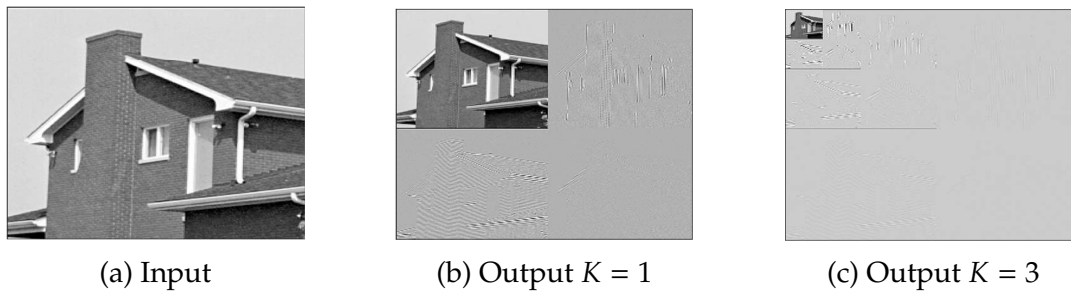 (a) Input
(b) Output K = 1
(c) Output K = 3